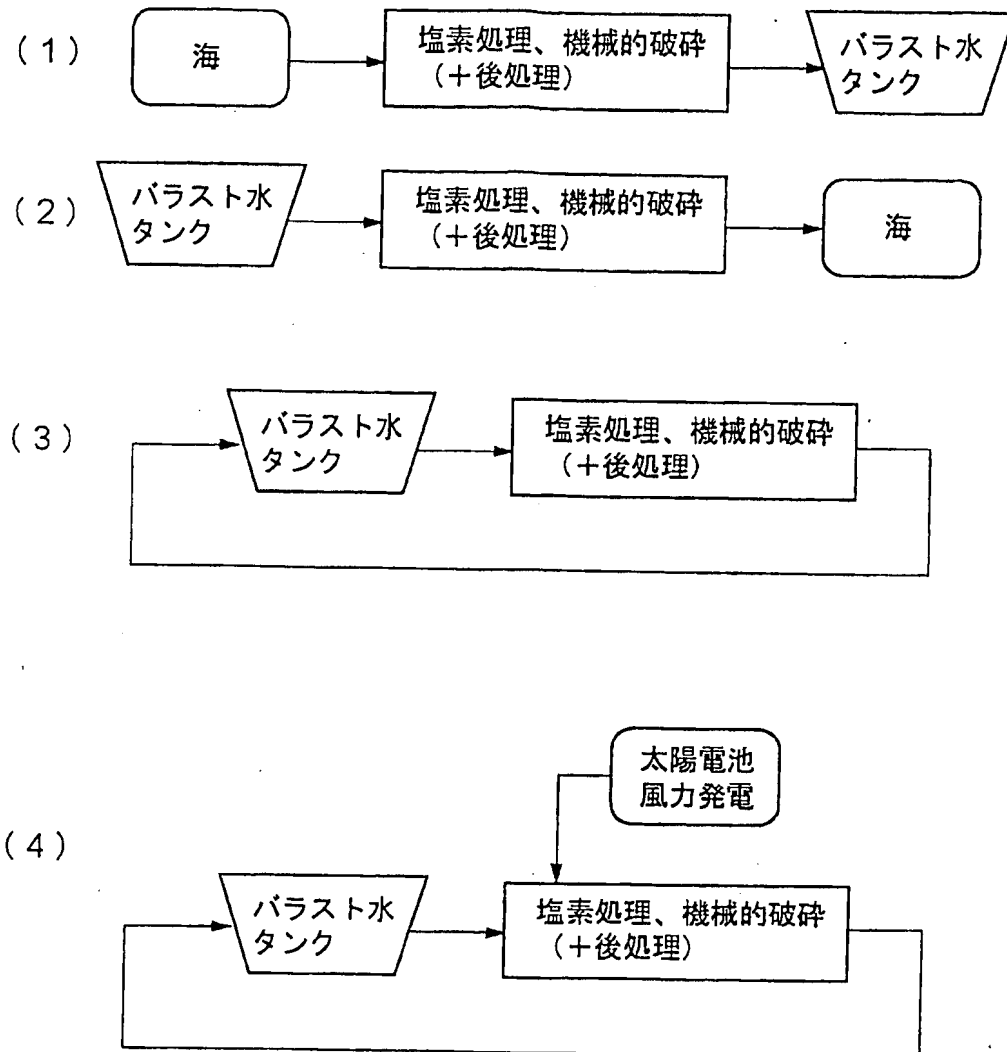 (1)
海
塩素処理、機械的破砕
(＋後処理)
バラスト水
タンク
(2)
バラスト水
タンク
塩素処理、機械的破砕
(＋後処理)
海
(3)
バラスト水
タンク
塩素処理、機械的破砕
(＋後処理)
太陽電池
風力発電
(4)
バラスト水
タンク
塩素処理、機械的破砕
(＋後処理)